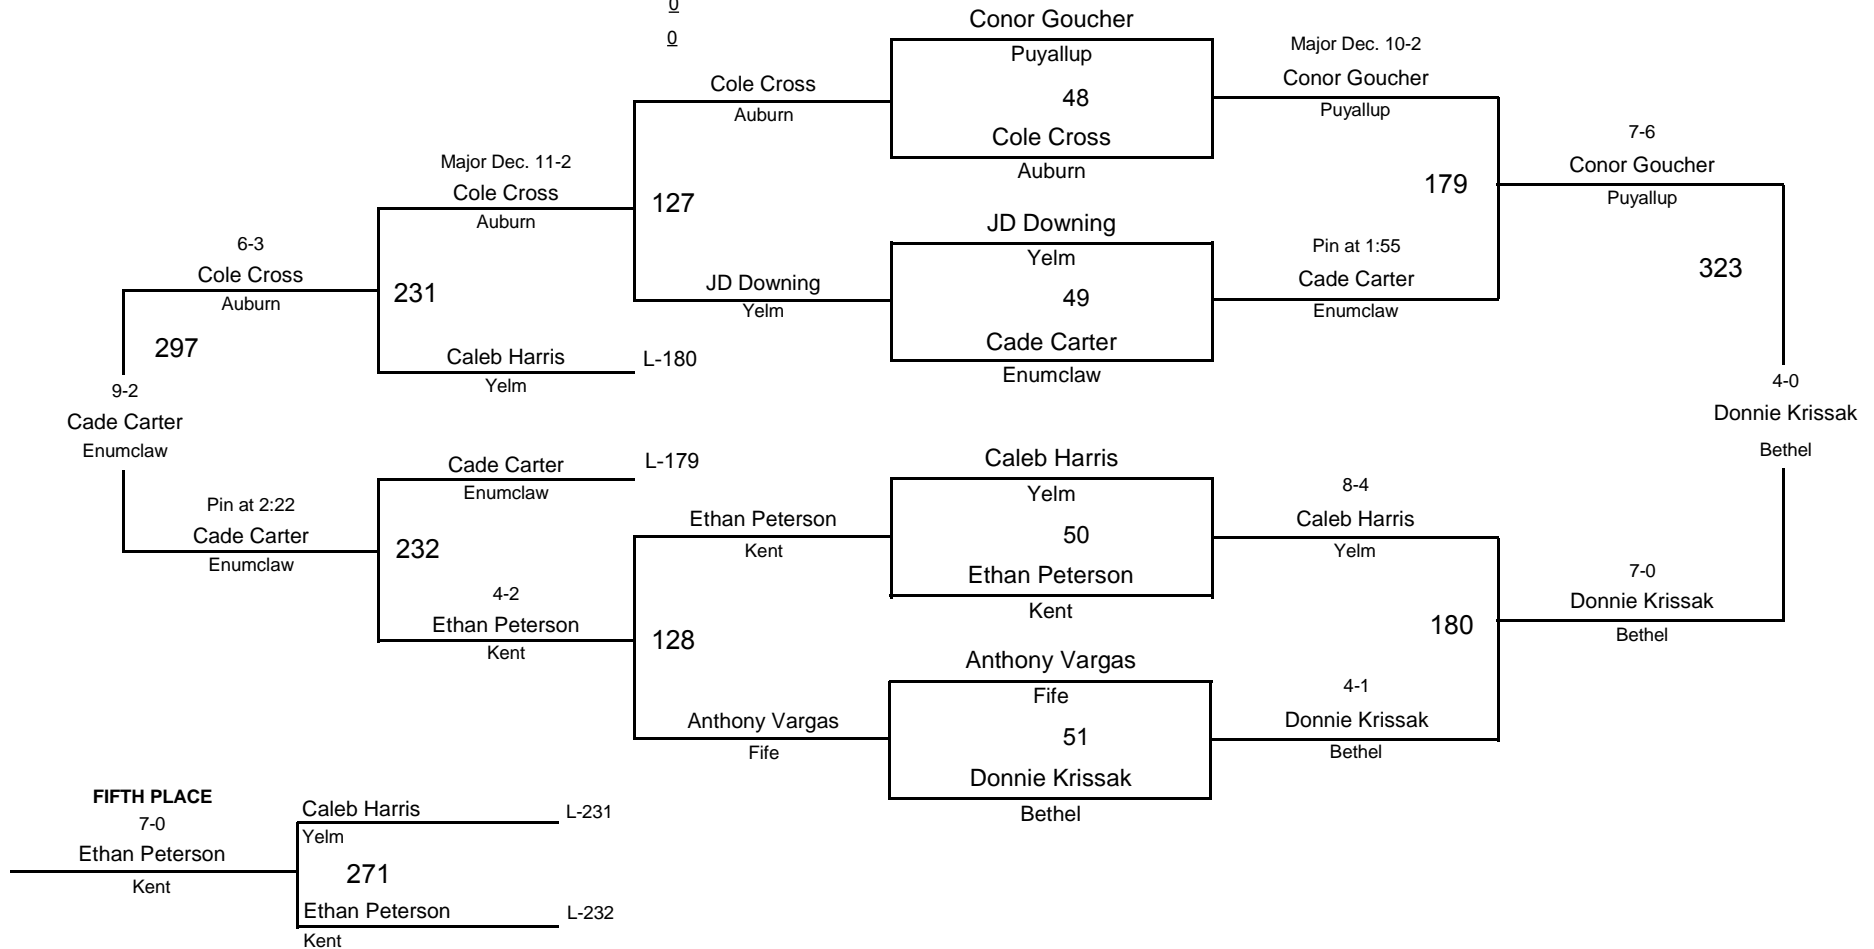 0
0
Conor Goucher
Puyallup
48
Cole Cross
Auburn
Major Dec. 10-2
Conor Goucher
Puyallup
Cole Cross
Auburn
7-6
Conor Goucher
Puyallup
Major Dec. 11-2
Cole Cross
Auburn
127
179
JD Downing
Yelm
49
Cade Carter
Enumclaw
6-3
Cole Cross
Auburn
231
JD Downing
Yelm
Pin at 1:55
Cade Carter
Enumclaw
323
297
Caleb Harris
Yelm
L-180
9-2
Cade Carter
Enumclaw
4-0
Donnie Krissak
Bethel
Cade Carter
Enumclaw
L-179
Caleb Harris
Yelm
50
Ethan Peterson
Kent
8-4
Caleb Harris
Yelm
Pin at 2:22
Cade Carter
Enumclaw
232
Ethan Peterson
Kent
4-2
Ethan Peterson
Kent
128
180
7-0
Donnie Krissak
Bethel
Anthony Vargas
Fife
51
Donnie Krissak
Bethel
4-1
Donnie Krissak
Bethel
Anthony Vargas
Fife
FIFTH PLACE
7-0
Ethan Peterson
Kent
Caleb Harris
Yelm
L-231
271
Ethan Peterson
Kent
L-232